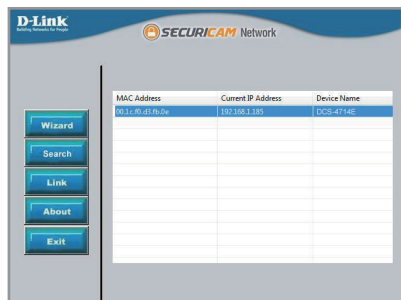 D-Link
Building Networks for People
SECURICAM Network
MAC Address Current IP Address Device Name
00.1c.f0.d3.fb.0e 192.168.1.185 DCS-4714E
Wizard
Search
Link
About
Exit